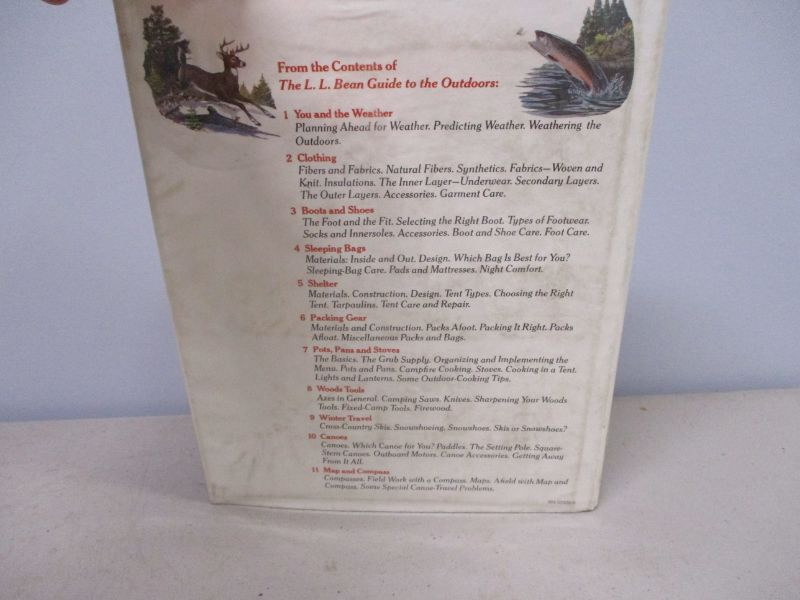 From the Contents of
The L. L. Bean Guide to the Outdoors:
1 You and the Weather
Planning Ahead for Weather. Predicting Weather. Weathering the
Outdoors.
2 Clothing
Fibers and Fabrics. Natural Fibers. Synthetics. Fabrics—Woven and
Knit. Insulations. The Inner Layer—Underwear. Secondary Layers.
The Outer Layers. Accessories. Garment Care.
3 Boots and Shoes
The Foot and the Fit. Selecting the Right Boot. Types of Footwear.
Socks and Innersoles. Accessories. Boot and Shoe Care. Foot Care.
4 Sleeping Bags
Materials: Inside and Out. Design. Which Bag Is Best for You?
Sleeping-Bag Care. Pads and Mattresses. Night Comfort.
5 Shelter
Materials. Construction. Design. Tent Types. Choosing the Right
Tent. Tarpaulins. Tent Care and Repair.
6 Packing Gear
Materials and Construction. Packs Afoot. Packing It Right. Packs
Afloat. Miscellaneous Packs and Bags.
7 Pots, Pans and Stoves
The Basics. The Grub Supply. Organizing and Implementing the
Menu. Pots and Pans. Campfire Cooking. Stoves. Cooking in a Tent.
Lights and Lanterns. Some Outdoor-Cooking Tips.
8 Woods Tools
Axes in General. Camping Saws. Knives. Sharpening Your Woods
Tools. Fixed-Camp Tools. Firewood.
9 Winter Travel
Cross-Country Skis. Snowshoeing. Snowshoes. Skis or Snowshoes?
10 Canoes
Canoes. Which Canoe for You? Paddles. The Setting Pole. Square-
Stern Canoes. Outboard Motors. Canoe Accessories. Getting Away
From It All.
11 Map and Compass
Compasses. Field Work with a Compass. Maps. Afield with Map and
Compass. Some Special Canoe-Travel Problems.